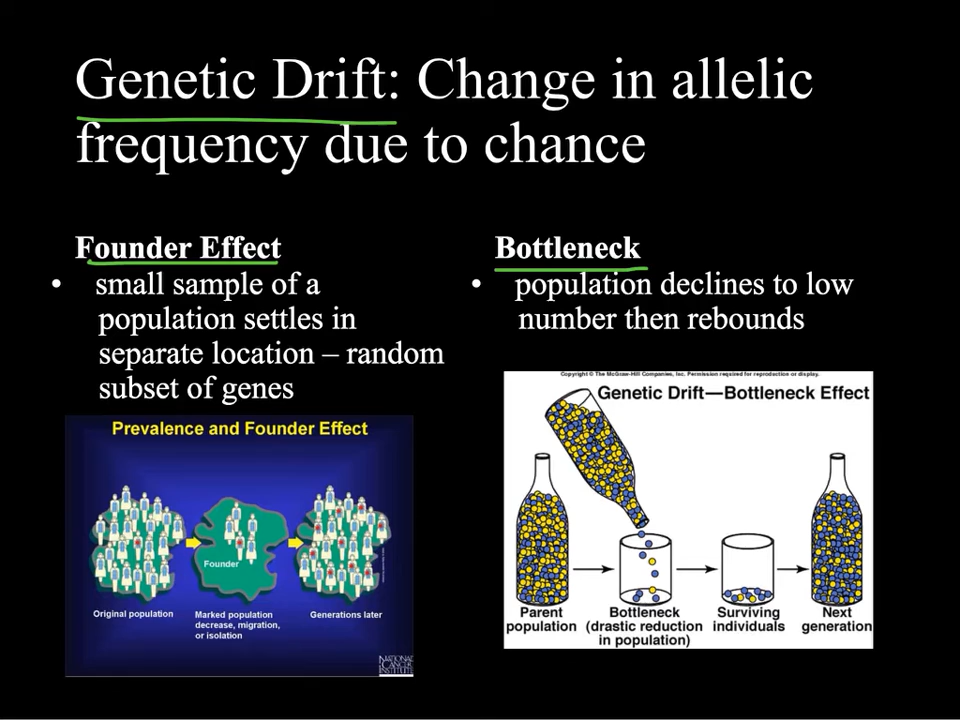 Genetic Drift: Change in allelic
frequency due to chance
Founder Effect
• small sample of a
population settles in
separate location – random
subset of genes
Prevalence and Founder Effect
Founder
Original population
Marked population
decrease, migration,
or isolation
Generations later
NATIONAL
CANCER
INSTITUTE
Bottleneck
• population declines to low
number then rebounds
Copyright © The McGraw-Hill Companies, Inc. Permission required for reproduction or display.
Genetic Drift—Bottleneck Effect
Parent
population
Bottleneck
(drastic reduction
in population)
Surviving
individuals
Next
generation